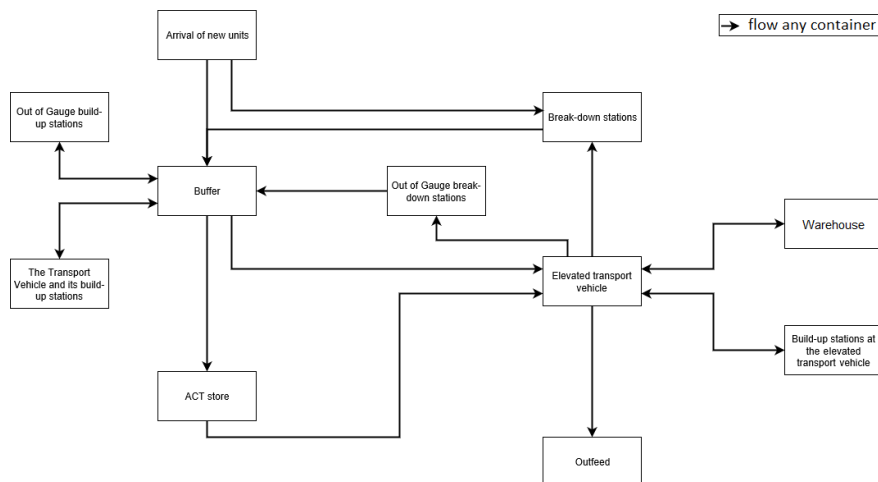 flow any container
Arrival of new units
Out of Gauge build-
up stations
Break-down stations
Buffer
Out of Gauge break-
down stations
Warehouse
The Transport
Vehicle and its build-
up stations
Elevated transport
vehicle
Build-up stations at
the elevated
transport vehicle
ACT store
Outfeed